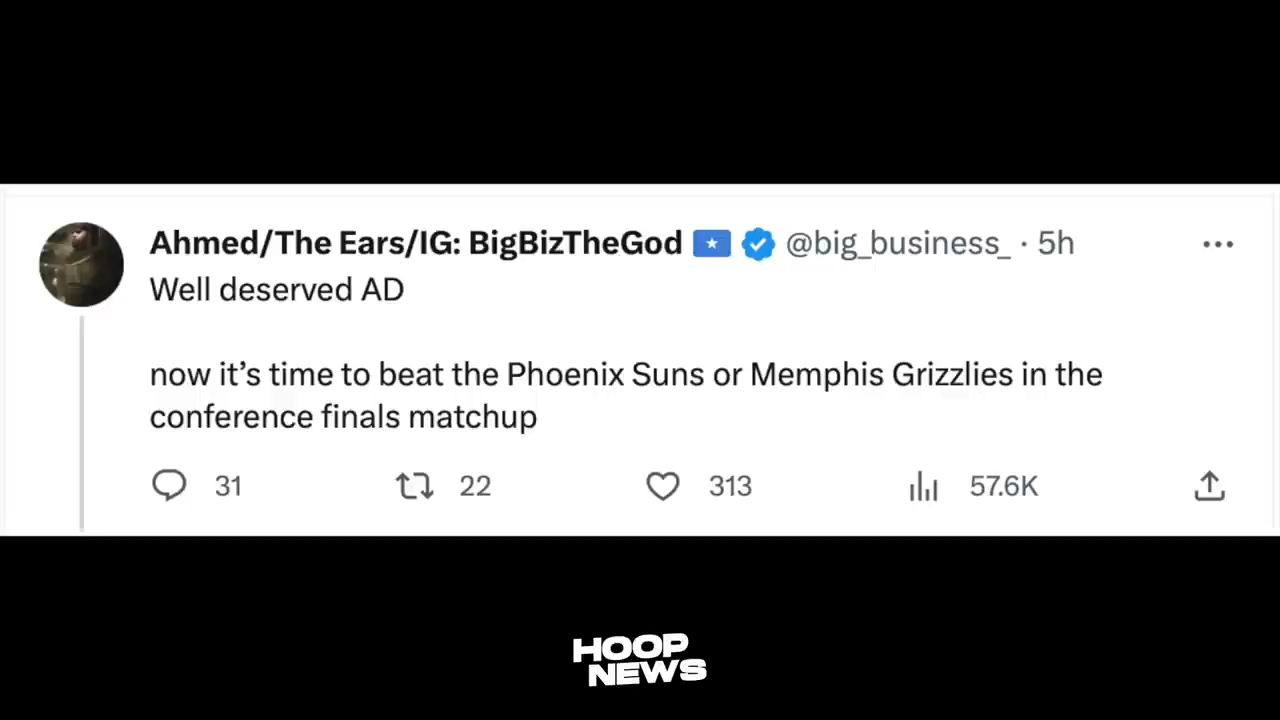 Ahmed/The Ears/IG: BigBizTheGod @big_business_ · 5h
Well deserved AD
now it’s time to beat the Phoenix Suns or Memphis Grizzlies in the
conference finals matchup
31 22 313 57.6K
HOOP
NEWS